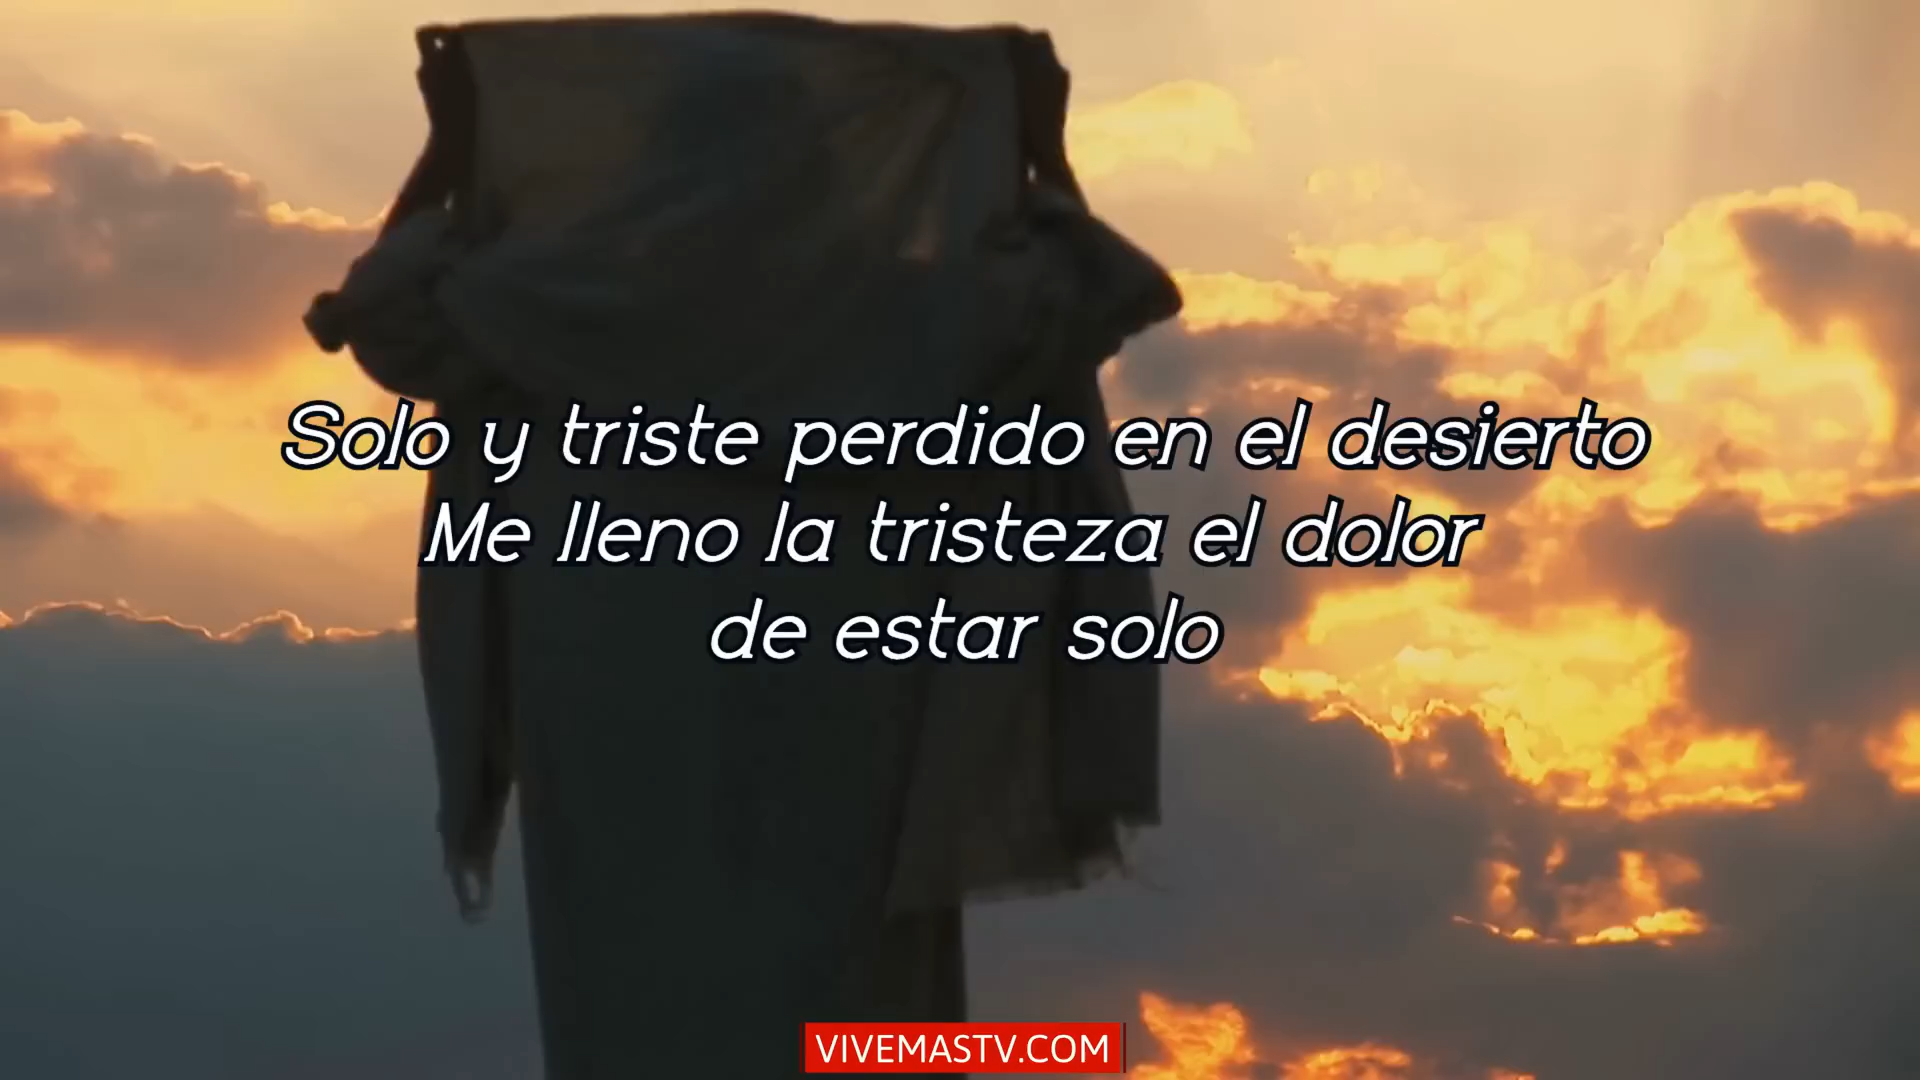 Solo y triste perdido en el desierto
Me lleno la tristeza el dolor
de estar solo
VIVEMASTV.COM